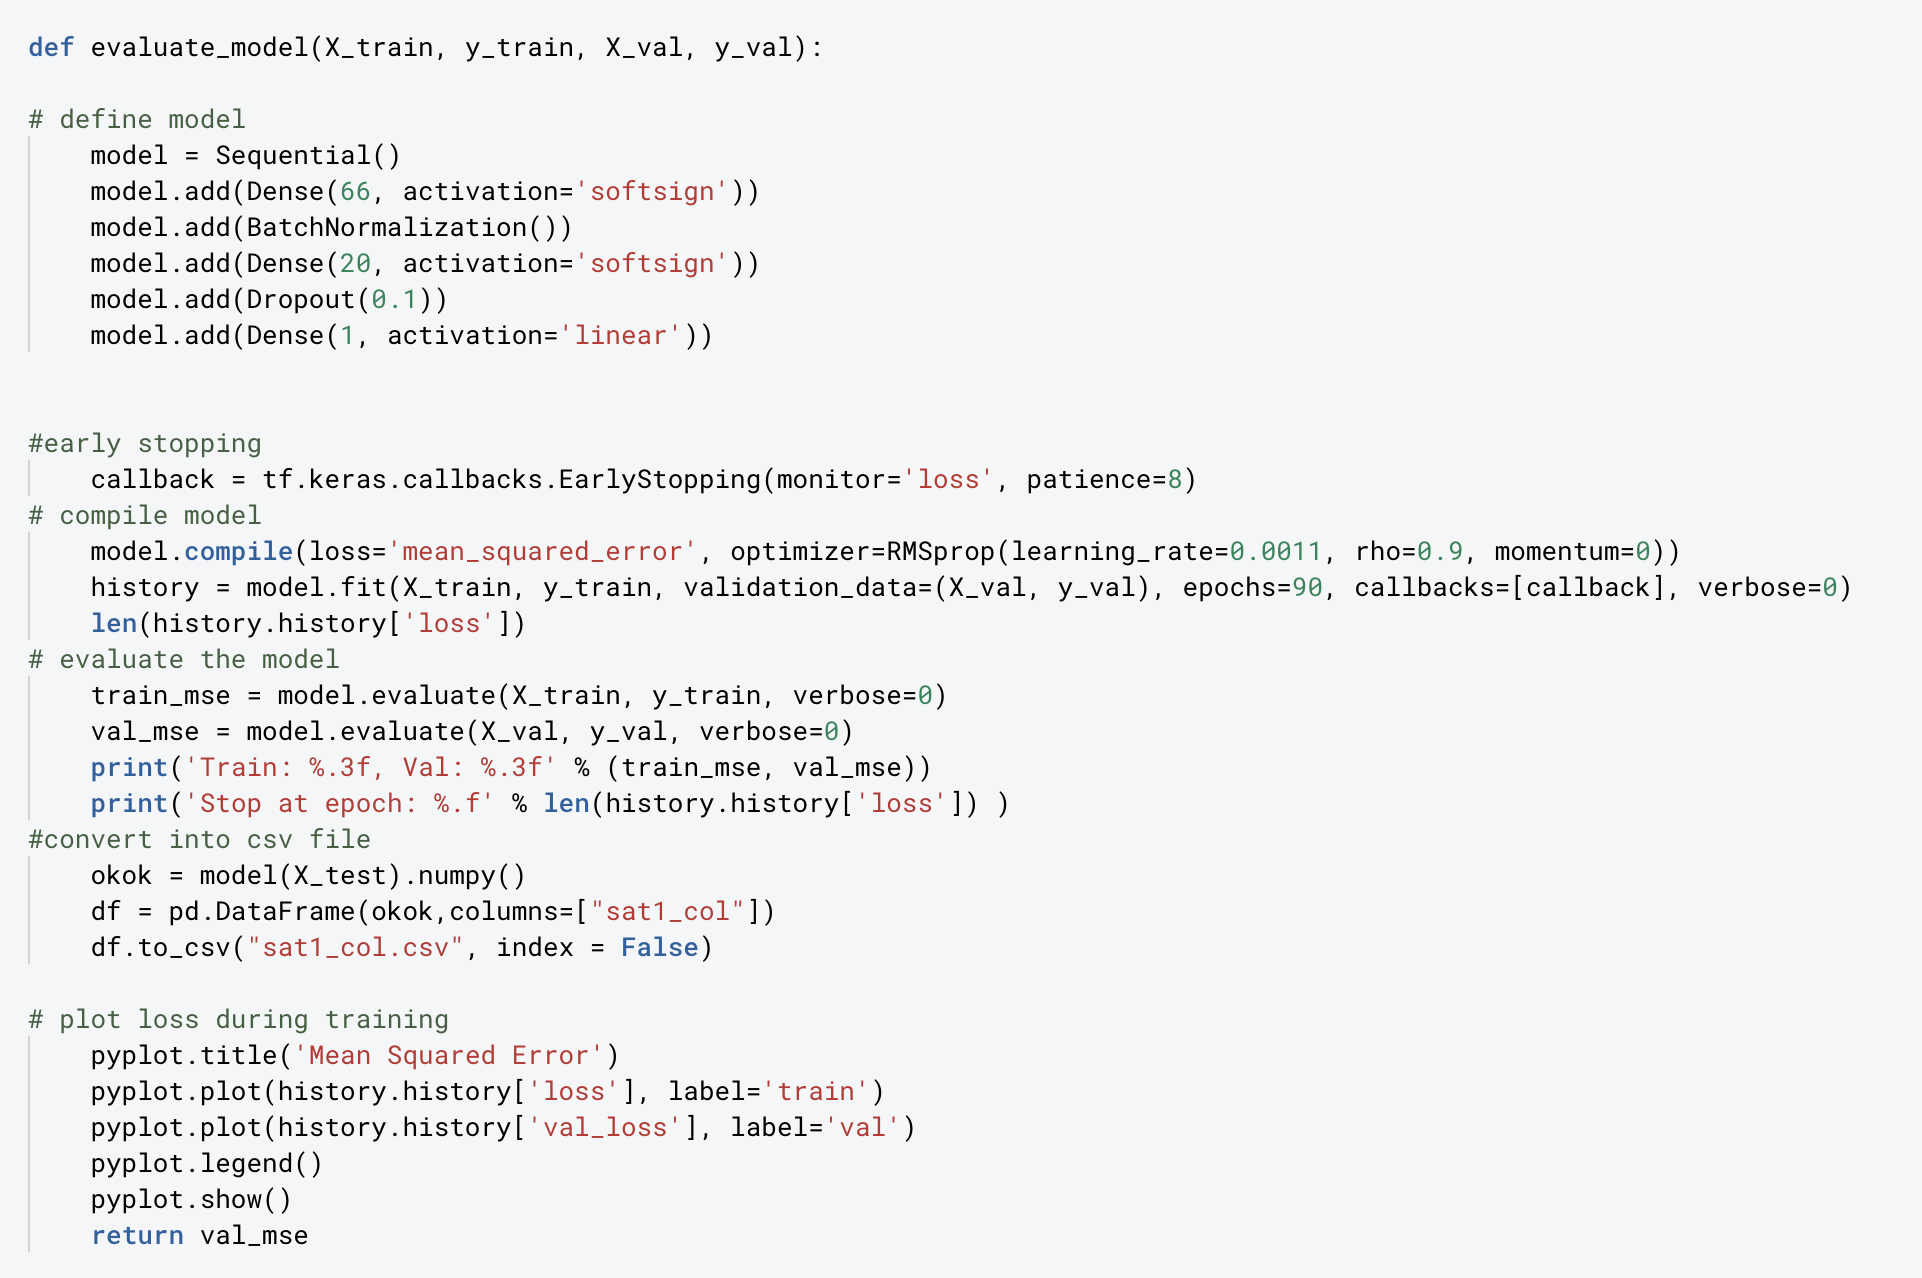 def evaluate_model(X_train, y_train, X_val, y_val):
# define model
    model = Sequential()
    model.add(Dense(66, activation='softsign'))
    model.add(BatchNormalization())
    model.add(Dense(20, activation='softsign'))
    model.add(Dropout(0.1))
    model.add(Dense(1, activation='linear'))
#early stopping
    callback = tf.keras.callbacks.EarlyStopping(monitor='loss', patience=8)
# compile model
    model.compile(loss='mean_squared_error', optimizer=RMSprop(learning_rate=0.0011, rho=0.9, momentum=0))
    history = model.fit(X_train, y_train, validation_data=(X_val, y_val), epochs=90, callbacks=[callback], verbose=0)
    len(history.history['loss'])
# evaluate the model
    train_mse = model.evaluate(X_train, y_train, verbose=0)
    val_mse = model.evaluate(X_val, y_val, verbose=0)
    print('Train: %.3f, Val: %.3f' % (train_mse, val_mse))
    print('Stop at epoch: %.f' % len(history.history['loss']) )
#convert into csv file
    okok = model(X_test).numpy()
    df = pd.DataFrame(okok,columns=["sat1_col"])
    df.to_csv("sat1_col.csv", index = False)
# plot loss during training
    pyplot.title('Mean Squared Error')
    pyplot.plot(history.history['loss'], label='train')
    pyplot.plot(history.history['val_loss'], label='val')
    pyplot.legend()
    pyplot.show()
    return val_mse